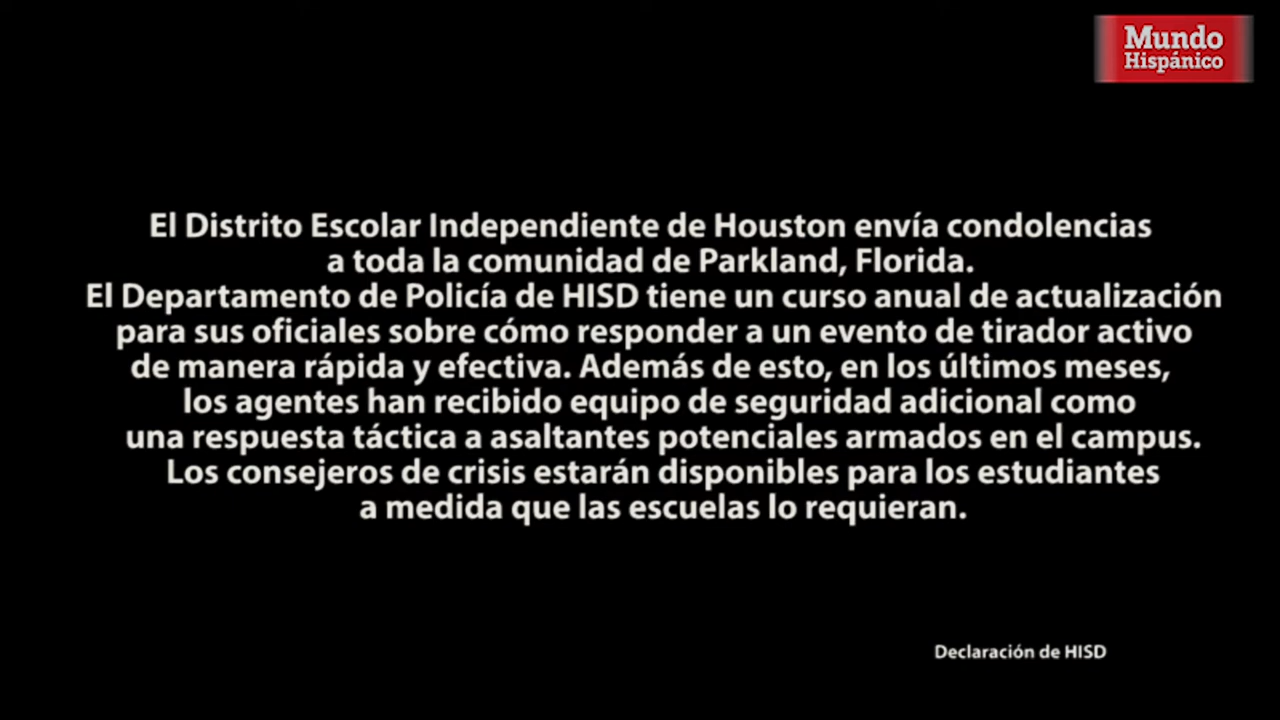 Mundo
Hispánico
El Distrito Escolar Independiente de Houston envía condolencias
a toda la comunidad de Parkland, Florida.
El Departamento de Policía de HISD tiene un curso anual de actualización
para sus oficiales sobre cómo responder a un evento de tirador activo
de manera rápida y efectiva. Además de esto, en los últimos meses,
los agentes han recibido equipo de seguridad adicional como
una respuesta táctica a asaltantes potenciales armados en el campus.
Los consejeros de crisis estarán disponibles para los estudiantes
a medida que las escuelas lo requieran.
Declaración de HISD